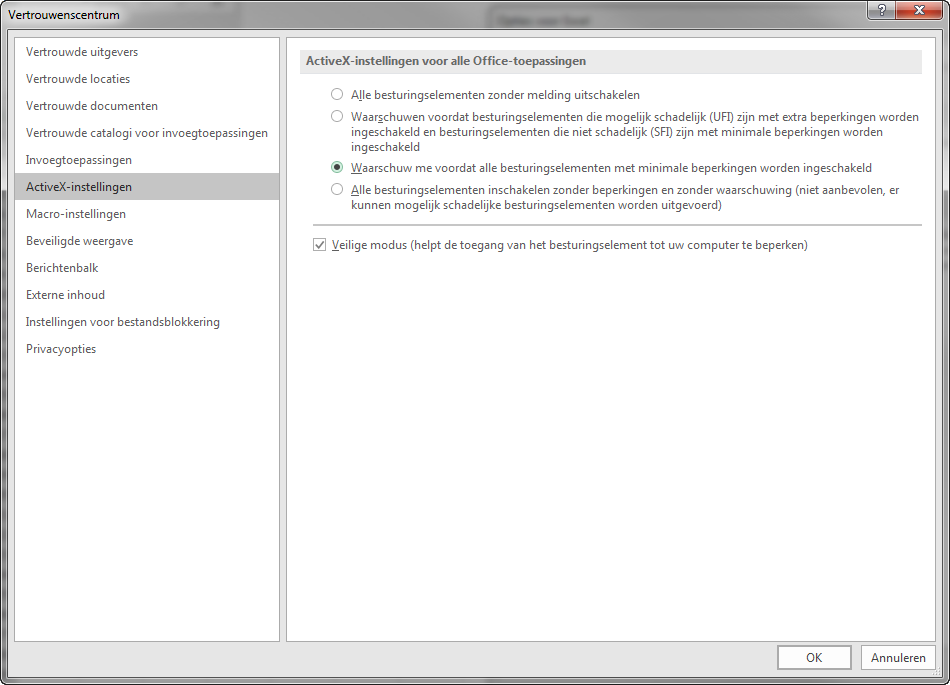 Vertrouwenscentrum
Vertrouwde uitgevers
Vertrouwde locaties
Vertrouwde documenten
Vertrouwde catalogi voor invoegtoepassingen
Invoegtoepassingen
ActiveX-instellingen
Macro-instellingen
Beveiligde weergave
Berichtenbalk
Externe inhoud
Instellingen voor bestandsblokkering
Privacyopties
ActiveX-instellingen voor alle Office-toepassingen
Alle besturingselementen zonder melding uitschakelen
Waarschuwen voordat besturingselementen die mogelijk schadelijk (UFI) zijn met extra beperkingen worden
ingeschakeld en besturingselementen die niet schadelijk (SFI) zijn met minimale beperkingen worden
ingeschakeld
Waarschuw me voordat alle besturingselementen met minimale beperkingen worden ingeschakeld
Alle besturingselementen inschakelen zonder beperkingen en zonder waarschuwing (niet aanbevolen, er
kunnen mogelijk schadelijke besturingselementen worden uitgevoerd)
Veilige modus (helpt de toegang van het besturingselement tot uw computer te beperken)
OK
Annuleren